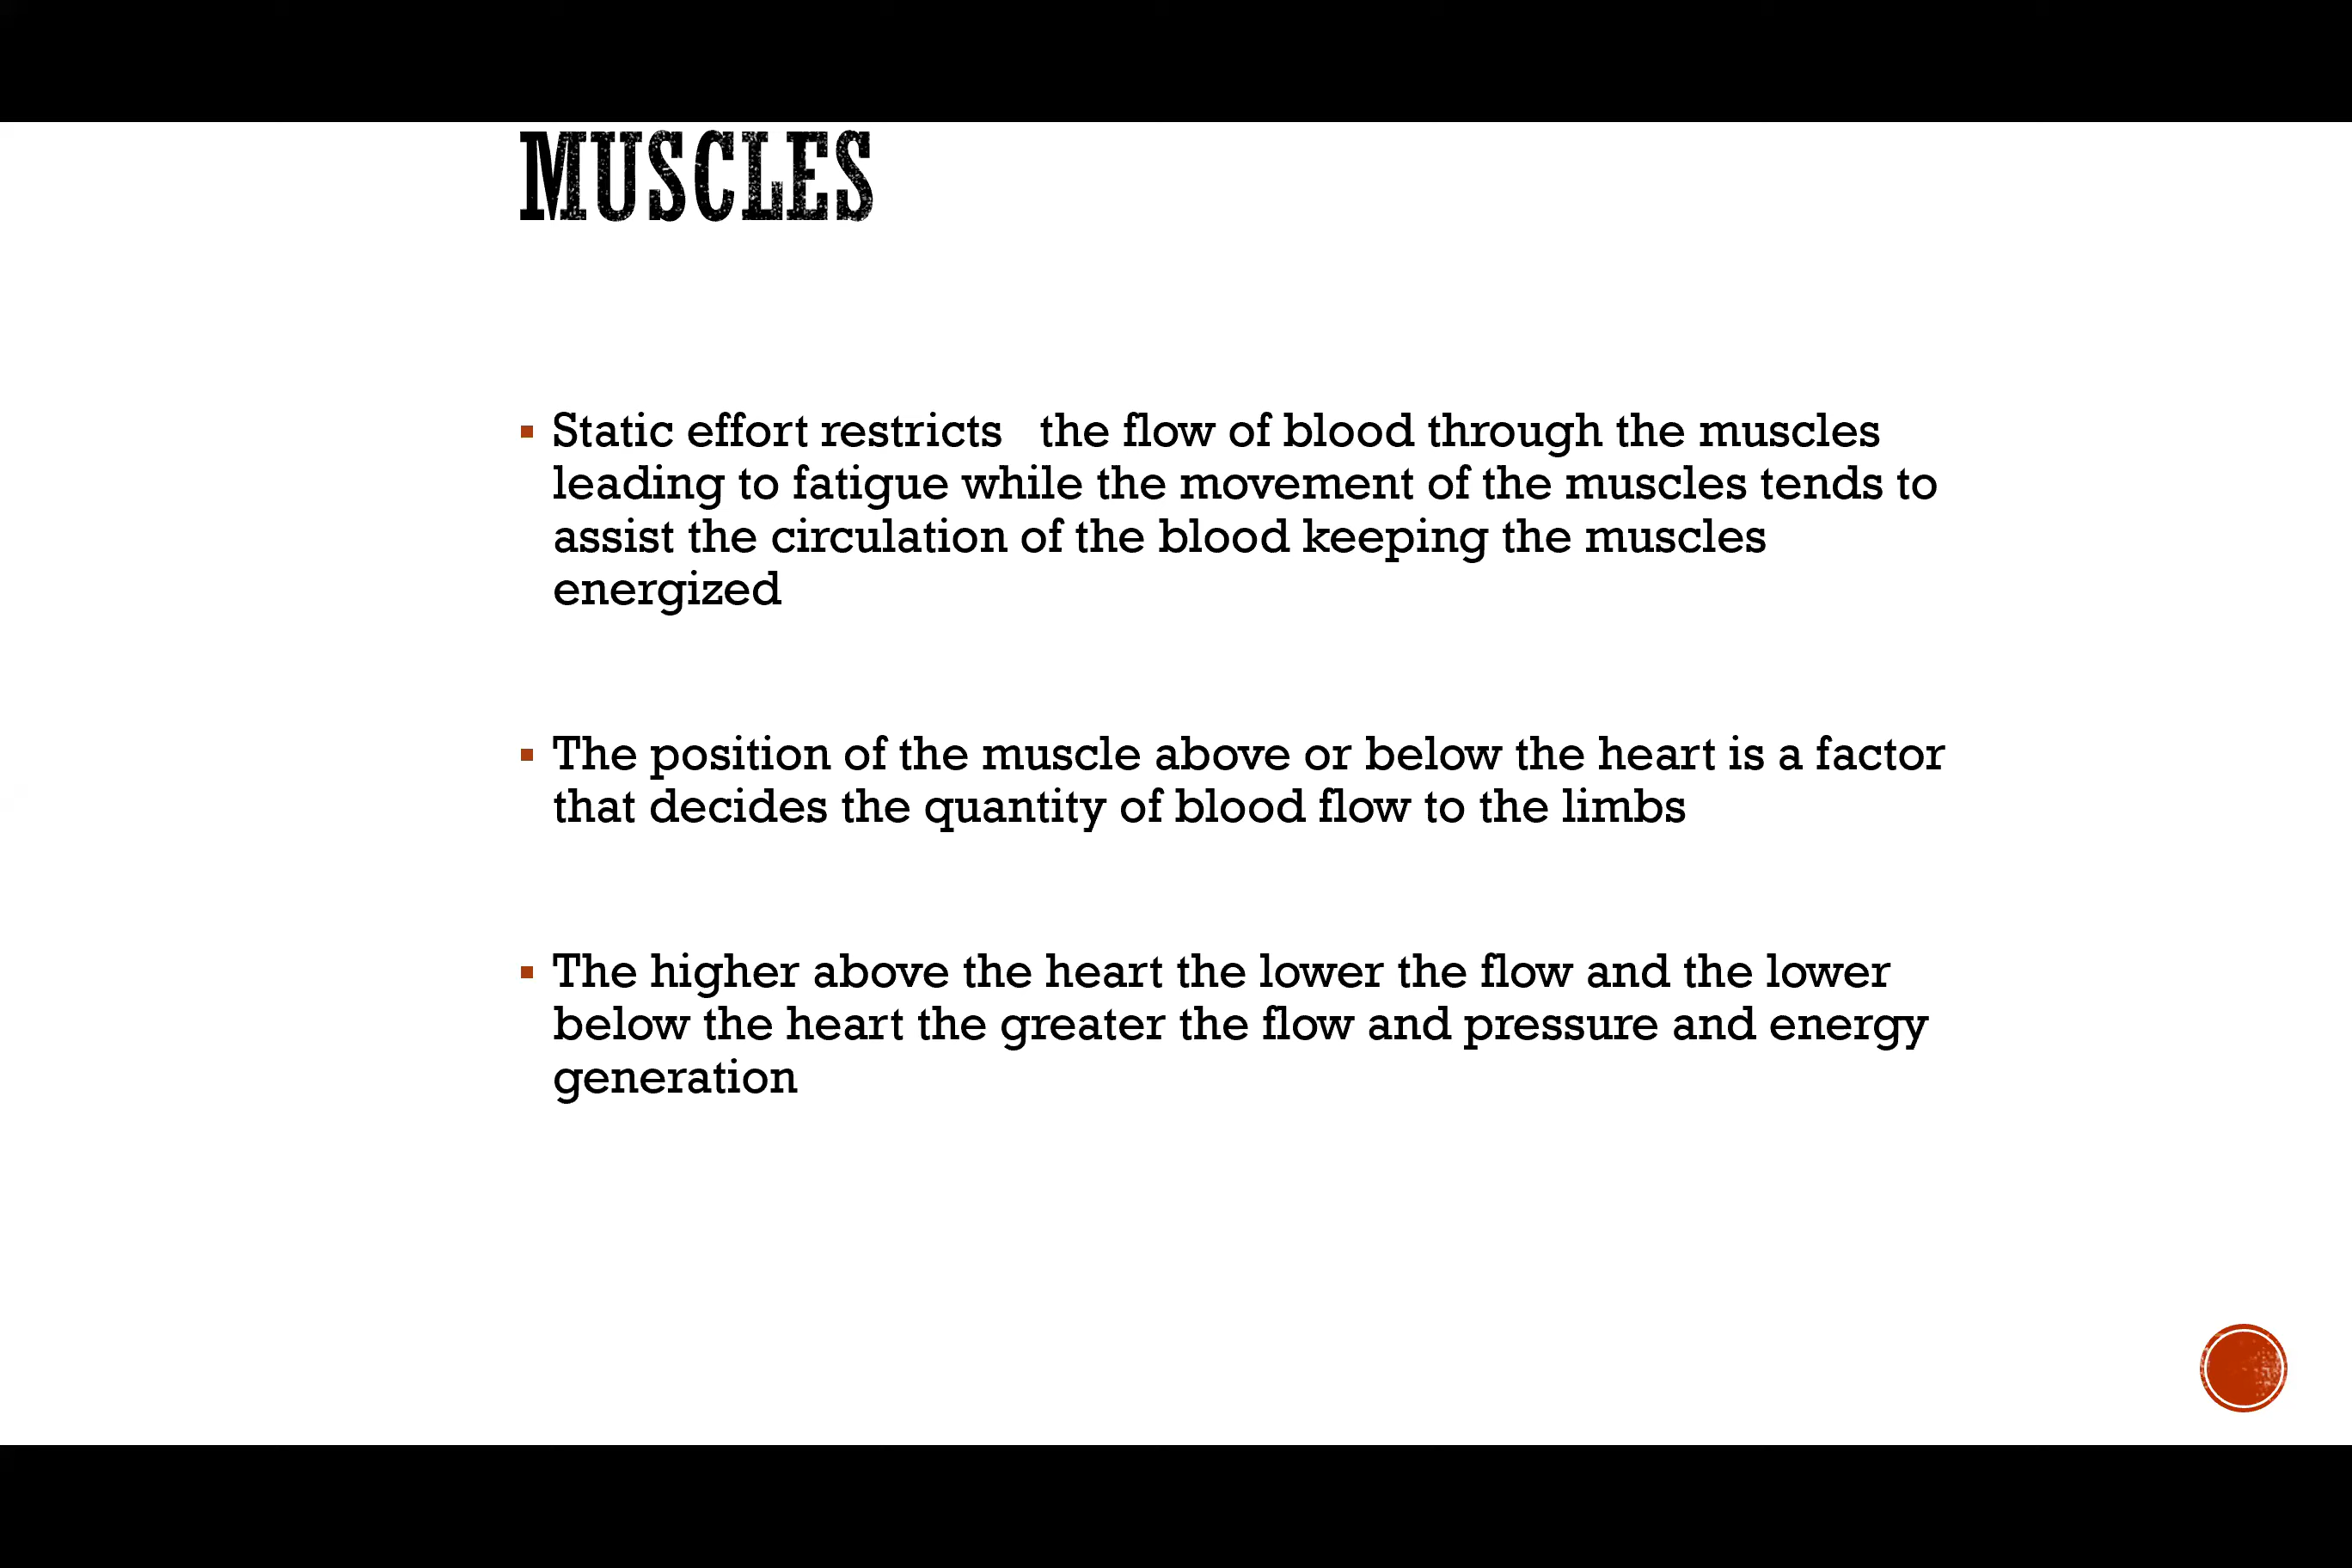 MUSCLES
▪ Static effort restricts   the flow of blood through the muscles
leading to fatigue while the movement of the muscles tends to
assist the circulation of the blood keeping the muscles
energized
▪ The position of the muscle above or below the heart is a factor
that decides the quantity of blood flow to the limbs
▪ The higher above the heart the lower the flow and the lower
below the heart the greater the flow and pressure and energy
generation